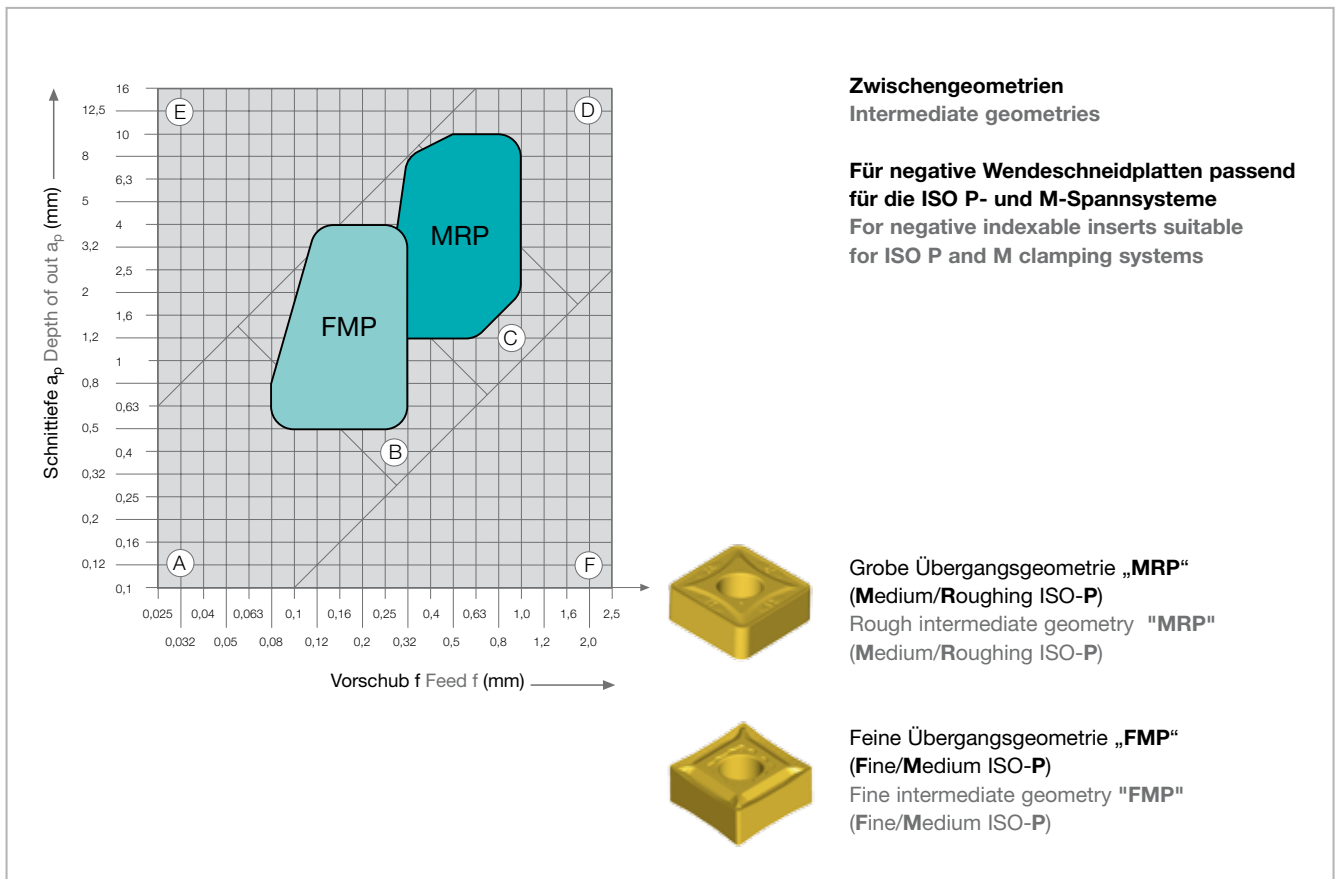 Schnittiefe ap Depth of out ap (mm)
16
12,5
10
8
6,3
5
4
3,2
2,5
2
1,6
1,2
1
0,8
0,63
0,5
0,4
0,32
0,25
0,2
0,16
0,12
0,1
E
D
MRP
FMP
C
B
A
F
0,025 0,04 0,063 0,1 0,16 0,25 0,4 0,63 1,0 1,6 2,5
0,032 0,05 0,08 0,12 0,2 0,32 0,5 0,8 1,2 2,0
Vorschub f Feed f (mm)
Zwischengeometrien
Intermediate geometries
Für negative Wendeschneidplatten passend
für die ISO P- und M-Spannsysteme
For negative indexable inserts suitable
for ISO P and M clamping systems
Grobe Übergangsgeometrie „MRP“
(Medium/Roughing ISO-P)
Rough intermediate geometry "MRP"
(Medium/Roughing ISO-P)
Feine Übergangsgeometrie „FMP“
(Fine/Medium ISO-P)
Fine intermediate geometry "FMP"
(Fine/Medium ISO-P)